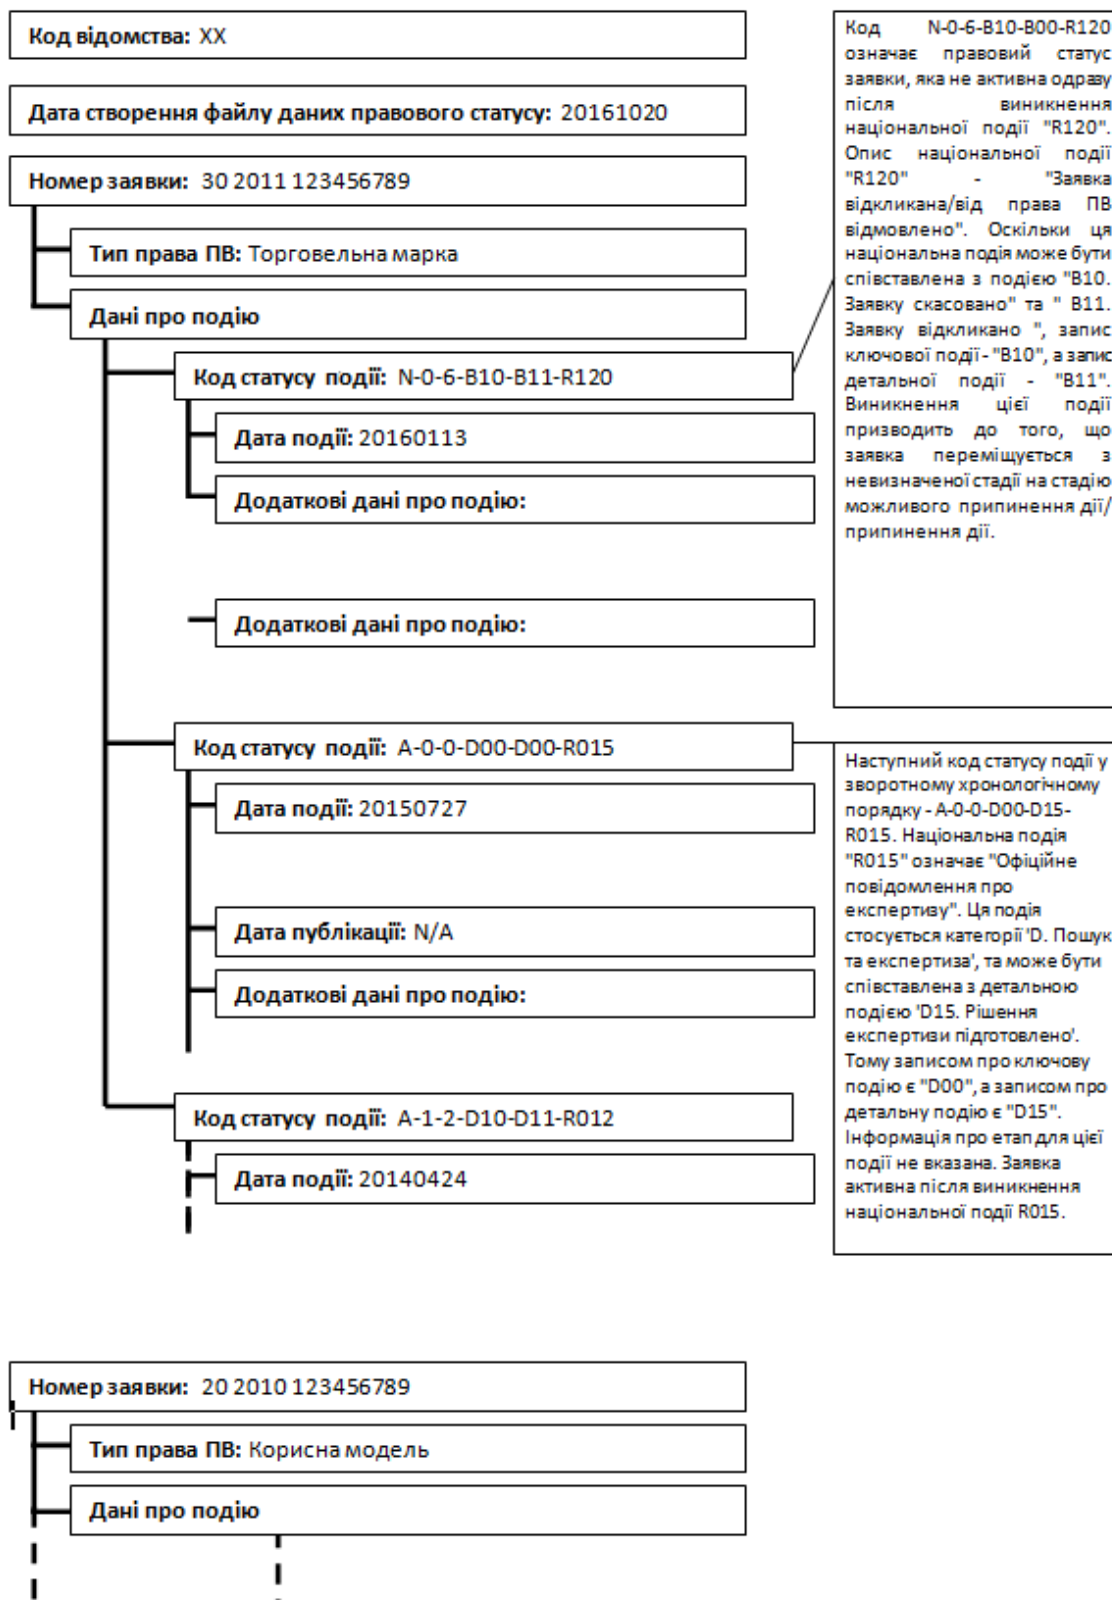 Код відомства: XX
Дата створення файлу даних правового статусу: 20161020
Номер заявки: 30 2011 123456789
Тип права ПВ: Торговельна марка
Дані про подію
Код статусу події: N-0-6-B10-B11-R120
Дата події: 20160113
Додаткові дані про подію:
Додаткові дані про подію:
Код статусу події: A-0-0-D00-D00-R015
Дата події: 20150727
Дата публікації: N/A
Додаткові дані про подію:
Код статусу події: A-1-2-D10-D11-R012
Дата події: 20140424
Код N-0-6-B10-B00-R120
означає правовий статус
заявки, яка не активна одразу
після виникнення
національної події "R120".
Опис національної події
"R120" - "Заявка
відкликана/від права ПВ
відмовлено". Оскільки ця
національна подія може бути
співставлена з подією "B10.
Заявку скасовано" та " B11.
Заявку відкликано ", запис
ключової події - "B10", а запис
детальної події - "B11".
Виникнення цієї події
призводить до того, що
заявка переміщується з
невизначеної стадії на стадію
можливого припинення дії/
припинення дії.
Наступний код статусу події у
зворотному хронологічному
порядку - A-0-0-D00-D15-
R015. Національна подія
"R015" означає "Офіційне
повідомлення про
експертизу". Ця подія
стосується категорії 'D. Пошук
та експертиза', та може бути
співставлена з детальною
подією 'D15. Рішення
експертизи підготовлено'.
Тому записом про ключову
подію є "D00", а записом про
детальну подію є "D15".
Інформація про етап для цієї
події не вказана. Заявка
активна після виникнення
національної події R015.
Номер заявки: 20 2010 123456789
Тип права ПВ: Корисна модель
Дані про подію